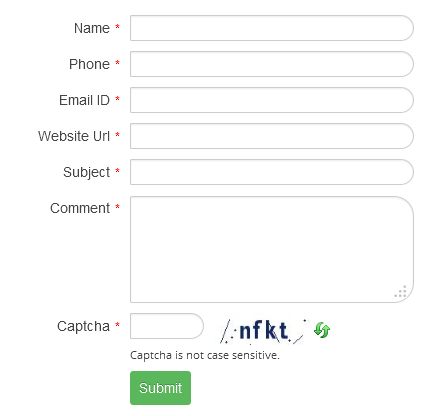 Name *
Phone *
Email ID *
Website Url *
Subject *
Comment *
Captcha * nfkt
Captcha is not case sensitive.
Submit